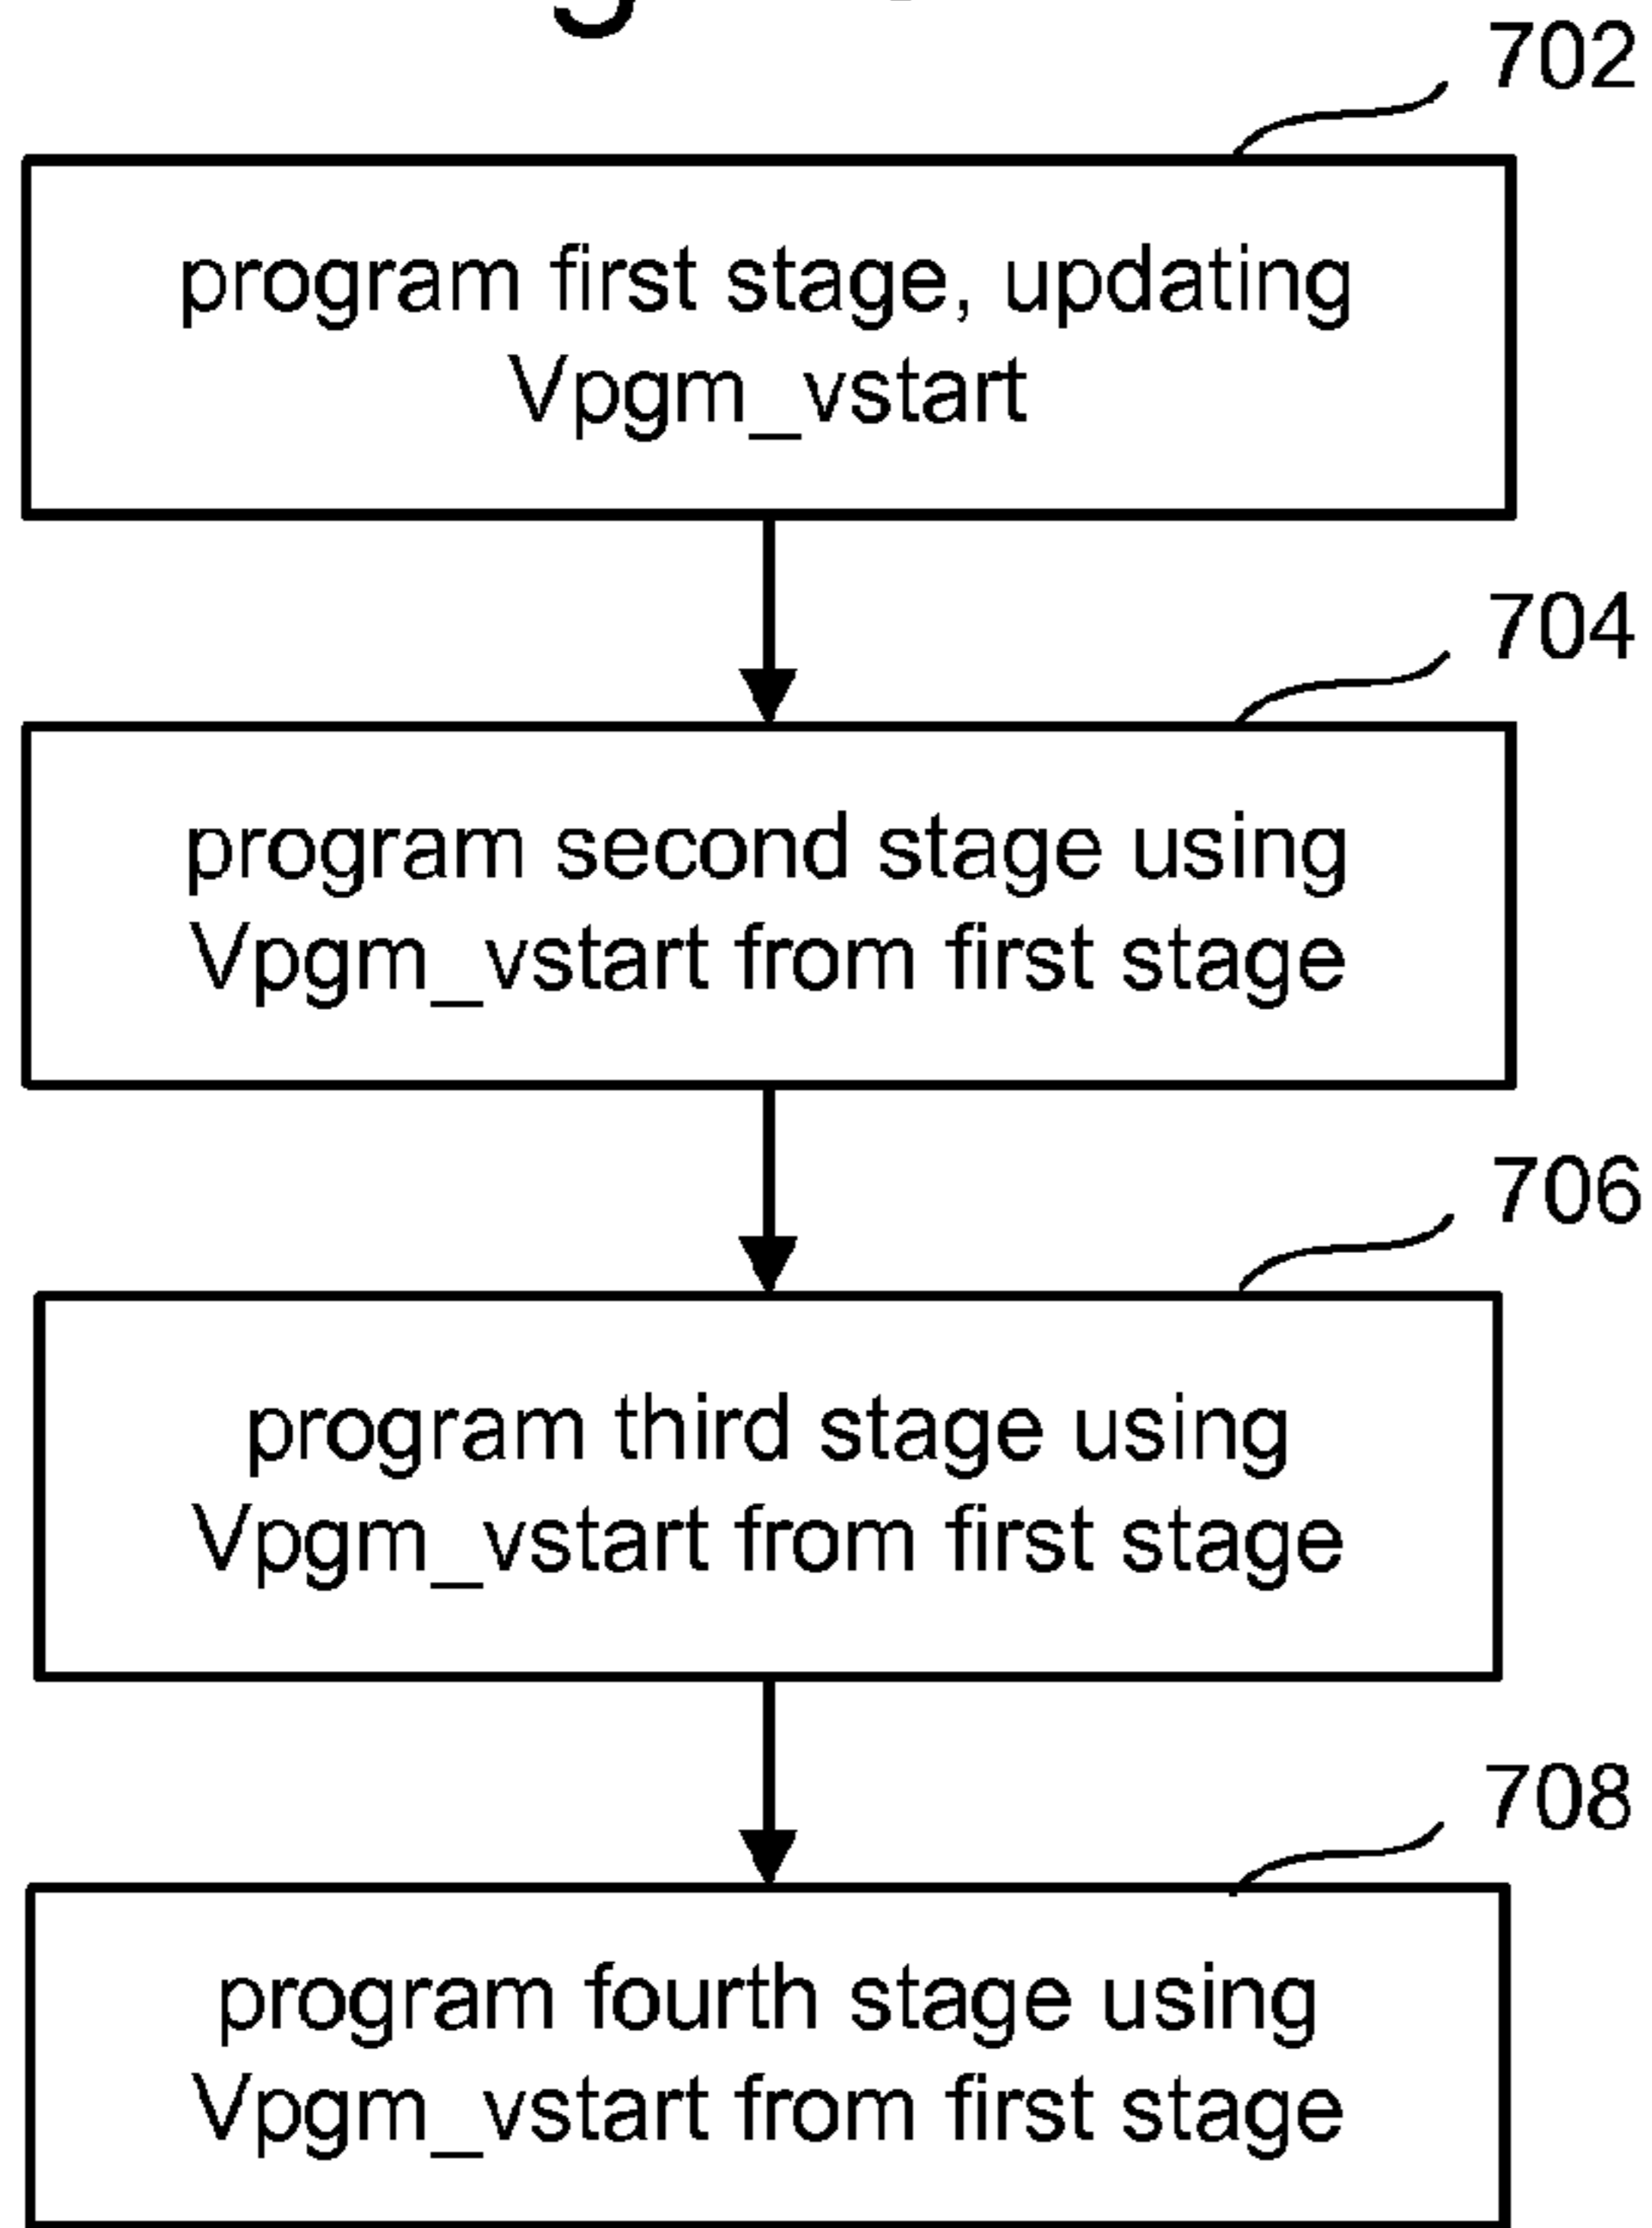 702
program first stage, updating
Vpgm_vstart
704
program second stage using
Vpgm_vstart from first stage
706
program third stage using
Vpgm_vstart from first stage
708
program fourth stage using
Vpgm_vstart from first stage